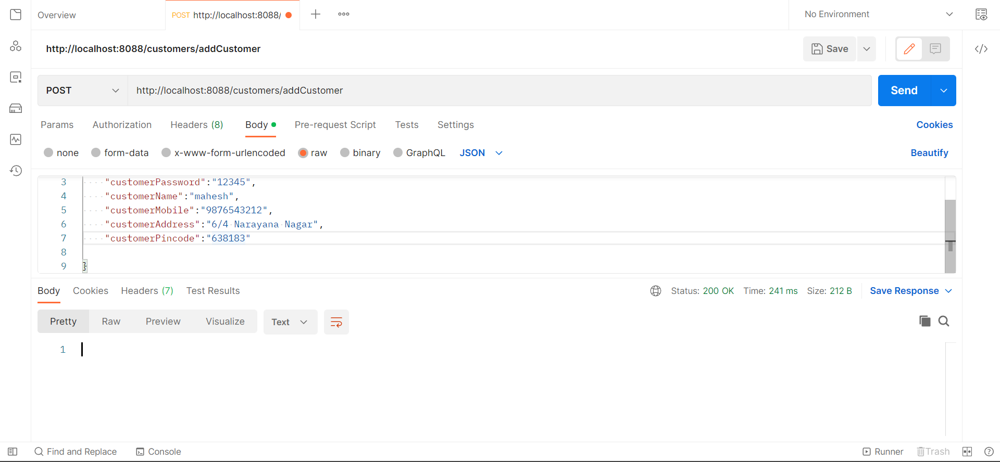 Overview
POST http://localhost:8088/
No Environment
http://localhost:8088/customers/addCustomer
Save
POST
http://localhost:8088/customers/addCustomer
Send
Params Authorization Headers (8) Body Pre-request Script Tests Settings Cookies
none form-data x-www-form-urlencoded raw binary GraphQL JSON Beautify
3 "customerPassword":"12345",
4 "customerName":"mahesh",
5 "customerMobile":"9876543212",
6 "customerAddress":"6/4 Narayana Nagar",
7 "customerPincode":"638183"
8
9 }
Body Cookies Headers (7) Test Results Status: 200 OK Time: 241 ms Size: 212 B Save Response
Pretty Raw Preview Visualize Text
1
Find and Replace Console Runner Trash